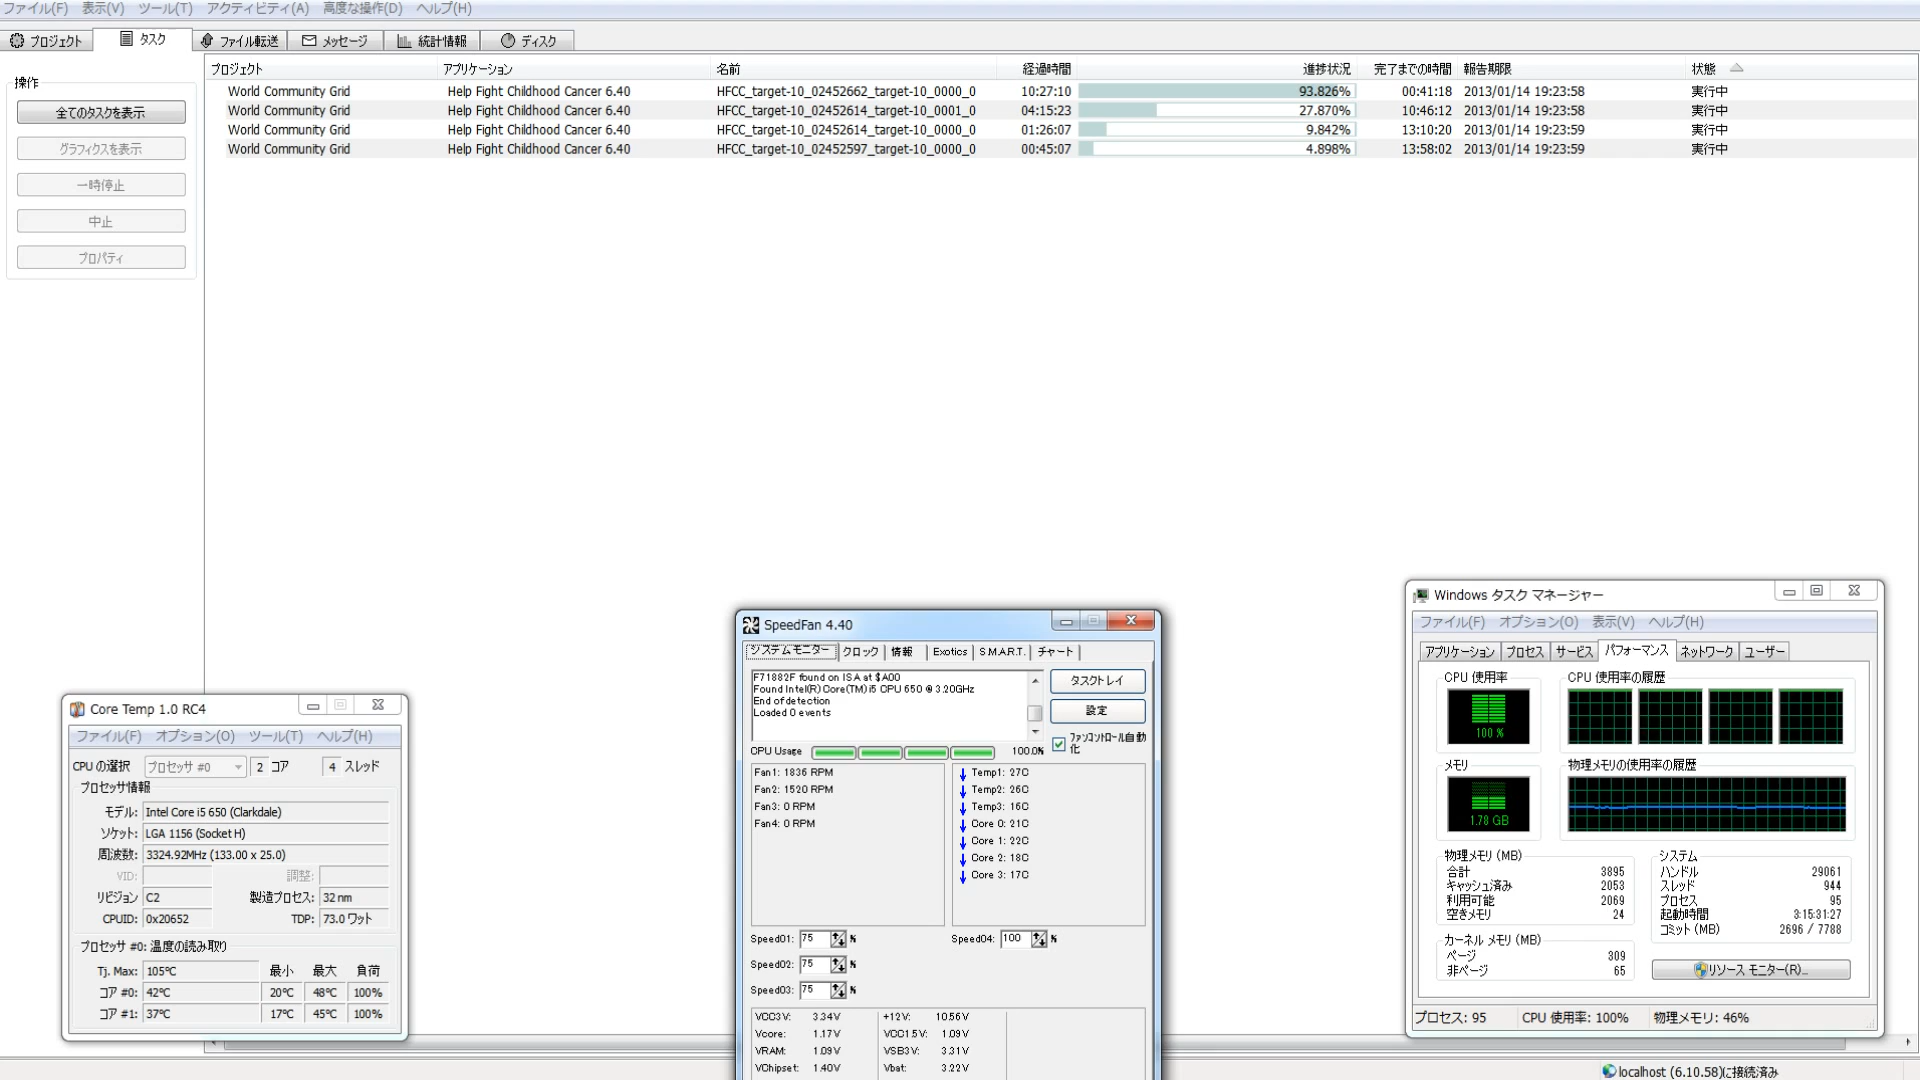 ファイル(F) 表示(V) ツール(T) アクティビティ(A) 高度な操作(D) ヘルプ(H)
プロジェクト タスク ファイル転送 メッセージ 統計情報 ディスク
操作
全てのタスクを表示
グラフィクスを表示
一時停止
中止
プロパティ
プロジェクト アプリケーション 名前 経過時間 進捗状況 完了までの時間 報告期限 状態
World Community Grid Help Fight Childhood Cancer 6.40 HFCC_target-10_02452662_target-10_0000_0 10:27:10 93.826% 00:41:18 2013/01/14 19:23:58 実行中
World Community Grid Help Fight Childhood Cancer 6.40 HFCC_target-10_02452614_target-10_0001_0 04:15:23 27.870% 10:46:12 2013/01/14 19:23:58 実行中
World Community Grid Help Fight Childhood Cancer 6.40 HFCC_target-10_02452614_target-10_0000_0 01:26:07 9.842% 13:10:20 2013/01/14 19:23:59 実行中
World Community Grid Help Fight Childhood Cancer 6.40 HFCC_target-10_02452597_target-10_0000_0 00:45:07 4.898% 13:58:02 2013/01/14 19:23:59 実行中
Core Temp 1.0 RC4
ファイル(F) オプション(O) ツール(T) ヘルプ(H)
CPU の選択 プロセッサ #0 2 コア 4 スレッド
プロセッサ情報
モデル: Intel Core i5 650 (Clarkdale)
ソケット: LGA 1156 (Socket H)
周波数: 3324.92MHz (133.00 x 25.0)
VID: 調整:
リビジョン C2 製造プロセス: 32 nm
CPUID: 0x20652 TDP: 73.0 ワット
プロセッサ #0: 温度の読み取り
Tj. Max: 105℃ 最小 最大 負荷
コア #0: 42℃ 20℃ 48℃ 100%
コア #1: 37℃ 17℃ 45℃ 100%
SpeedFan 4.40
システムモニター クロック 情報 Exotics S.M.A.R.T. チャート
F71882F found on ISA at $A00
Found Intel(R) Core(TM) i5 CPU 650 @ 3.20GHz
End of detection
Loaded 0 events
タスクトレイ
設定
ファンコントロール自動化
CPU Usage 100.0%
Fan1: 1836 RPM
Fan2: 1520 RPM
Fan3: 0 RPM
Fan4: 0 RPM
Temp1: 27C
Temp2: 26C
Temp3: 16C
Core 0: 21C
Core 1: 22C
Core 2: 18C
Core 3: 17C
Speed01: 75 % Speed04: 100 %
Speed02: 75 %
Speed03: 75 %
VCC3V: 3.34V +12V: 10.56V
Vcore: 1.17V VCC1.5V: 1.09V
VRAM: 1.09V VSB3V: 3.31V
VChipset: 1.40V Vbat: 3.22V
Windows タスク マネージャー
ファイル(F) オプション(O) 表示(V) ヘルプ(H)
アプリケーション プロセス サービス パフォーマンス ネットワーク ユーザー
CPU 使用率 CPU 使用率の履歴
100 %
メモリ 物理メモリの使用率の履歴
1.78 GB
物理メモリ (MB)
合計 3895
キャッシュ済み 2053
利用可能 2069
空きメモリ 24
カーネル メモリ (MB)
ページ 309
非ページ 65
システム
ハンドル 29061
スレッド 944
プロセス 95
起動時間 3:15:31:27
コミット (MB) 2696 / 7788
リソース モニター(R)...
プロセス: 95 CPU 使用率: 100% 物理メモリ: 46%
localhost (6.10.58)に接続済み